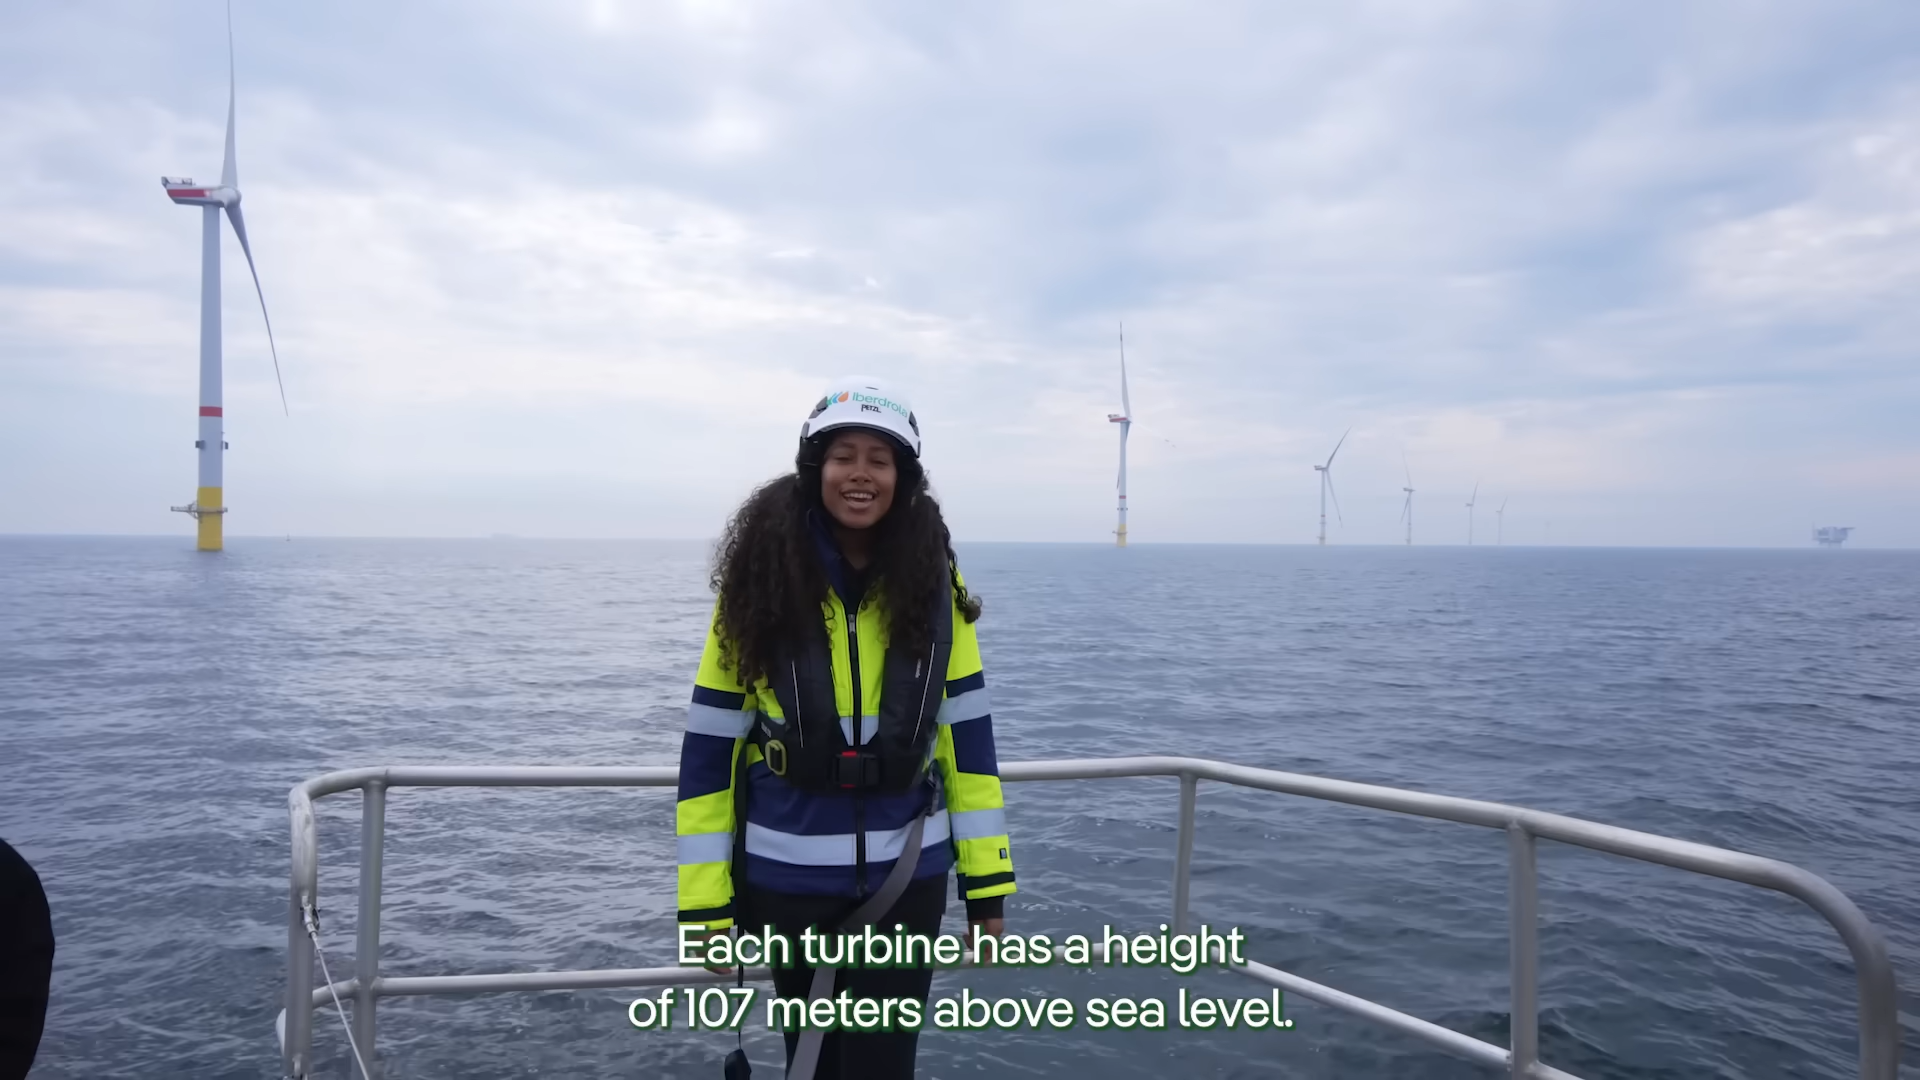 Iberdrola
PETZL
Each turbine has a height
of 107 meters above sea level.